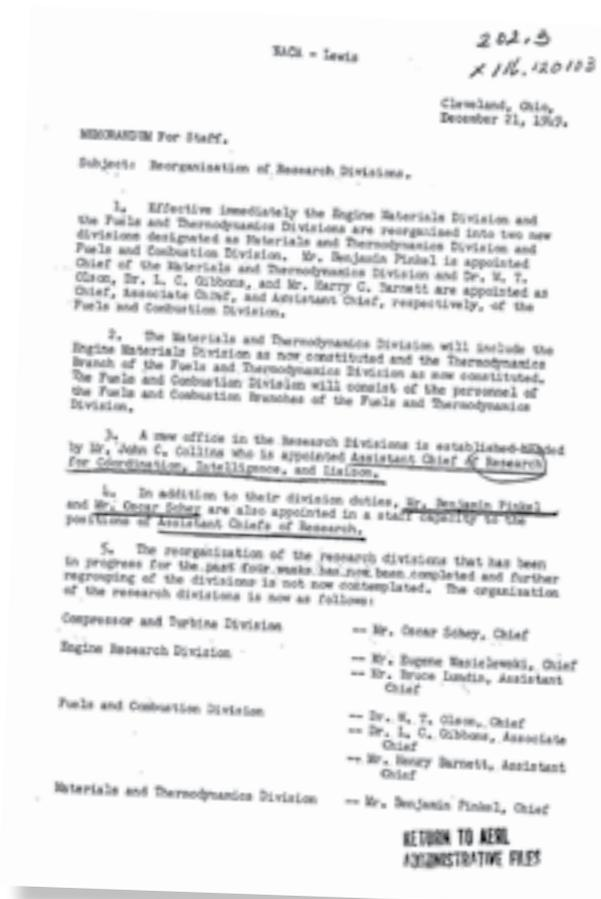 202.3
NACA - Lewis
Cleveland, Ohio,
December 21, 1949.
MEMORANDUM For Staff.
Subject: Reorganization of Research Divisions.
1. Effective immediately the Engine Materials Division and
the Fuels and Thermodynamics Divisions are reorganized into two new
divisions designated as Materials and Thermodynamics Division and
Fuels and Combustion Division. Mr. Benjamin Pinkel is appointed
Chief of the Materials and Thermodynamics Division and Dr. W. T.
Olson, Dr. L. C. Gibbons, and Mr. Harry C. Barnett are appointed as
Chief, Associate Chief, and Assistant Chief, respectively, of the
Fuels and Combustion Division.
2. The Materials and Thermodynamics Division will include the
Engine Materials Division as now constituted and the Thermodynamics
Branch of the Fuels and Thermodynamics Division as now constituted.
The Fuels and Combustion Division will consist of the personnel of
the Fuels and Combustion Branches of the Fuels and Thermodynamics
Division.
3. A new office in the Research Divisions is established headed
by Mr. John C. Collins who is appointed Assistant Chief of Research
for Coordination, Intelligence, and Liaison.
4. In addition to their division duties, Mr. Benjamin Pinkel
and Mr. Oscar Schey are also appointed in a staff capacity to the
positions of Assistant Chiefs of Research.
5. The reorganization of the research divisions that has been
in progress for the past four weeks has now been completed and further
regrouping of the divisions is not now contemplated. The organization
of the research divisions is now as follows:
Compressor and Turbine Division -- Mr. Oscar Schey, Chief
Engine Research Division -- Mr. Eugene Wasielewski, Chief
-- Mr. Bruce Lundin, Assistant
Chief
Fuels and Combustion Division -- Dr. W. T. Olson, Chief
-- Dr. L. C. Gibbons, Associate
Chief
-- Mr. Henry Barnett, Assistant
Chief
Materials and Thermodynamics Division -- Mr. Benjamin Pinkel, Chief
RETURN TO AERL
ADMINISTRATIVE FILES